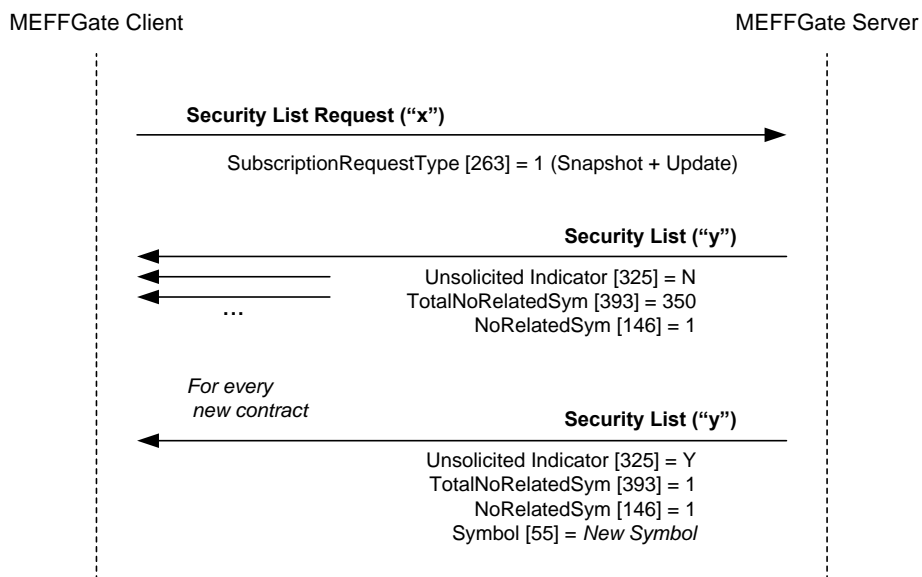 MEFFGate Client
MEFFGate Server
Security List Request (“x”)
SubscriptionRequestType [263] = 1 (Snapshot + Update)
Security List (“y”)
Unsolicited Indicator [325] = N
TotalNoRelatedSym [393] = 350
NoRelatedSym [146] = 1
...
For every
new contract
Security List (“y”)
Unsolicited Indicator [325] = Y
TotalNoRelatedSym [393] = 1
NoRelatedSym [146] = 1
Symbol [55] = New Symbol